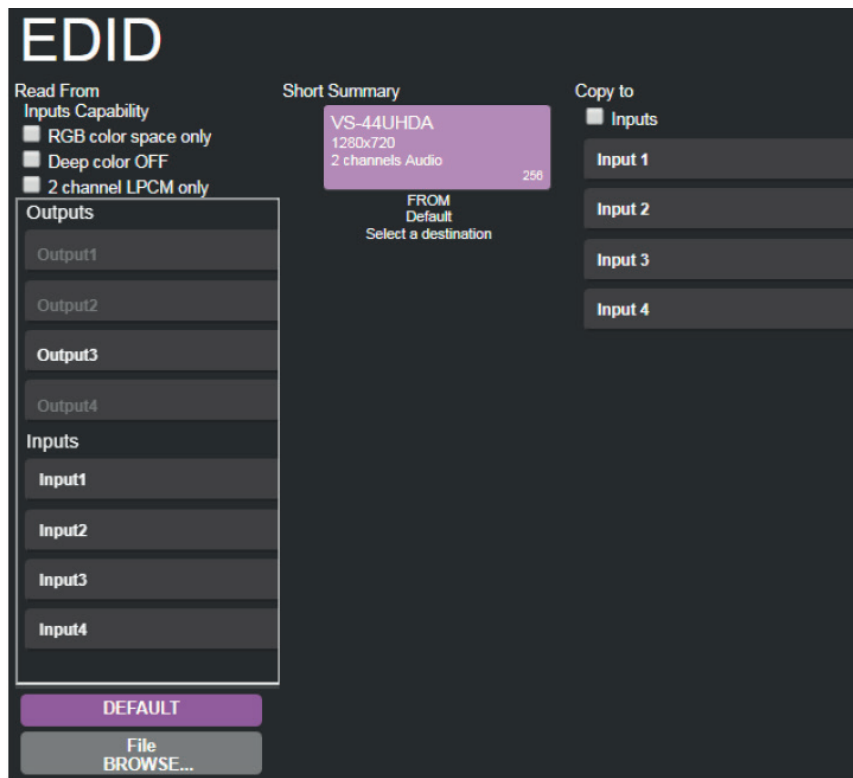 EDID
Read From
Inputs Capability
RGB color space only
Deep color OFF
2 channel LPCM only
Outputs
Output1
Output2
Output3
Output4
Inputs
Input1
Input2
Input3
Input4
DEFAULT
File
BROWSE...
Short Summary
VS-44UHDA
1280x720
2 channels Audio
256
FROM
Default
Select a destination
Copy to
Inputs
Input 1
Input 2
Input 3
Input 4